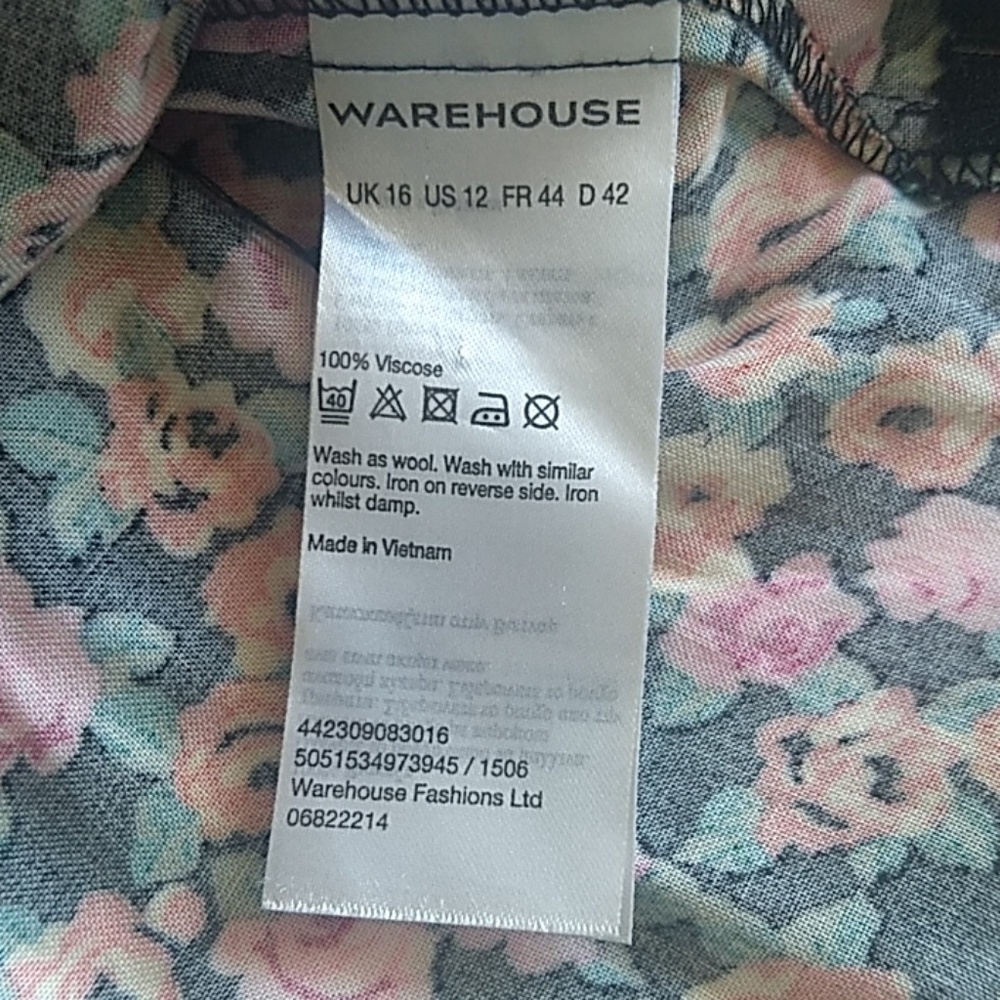 WAREHOUSE
UK 16 US 12 FR 44 D 42
100% Viscose
40
Wash as wool. Wash with similar
colours. Iron on reverse side. Iron
whilst damp.
Made in Vietnam
442309083016
5051534973945 / 1506
Warehouse Fashions Ltd
06822214